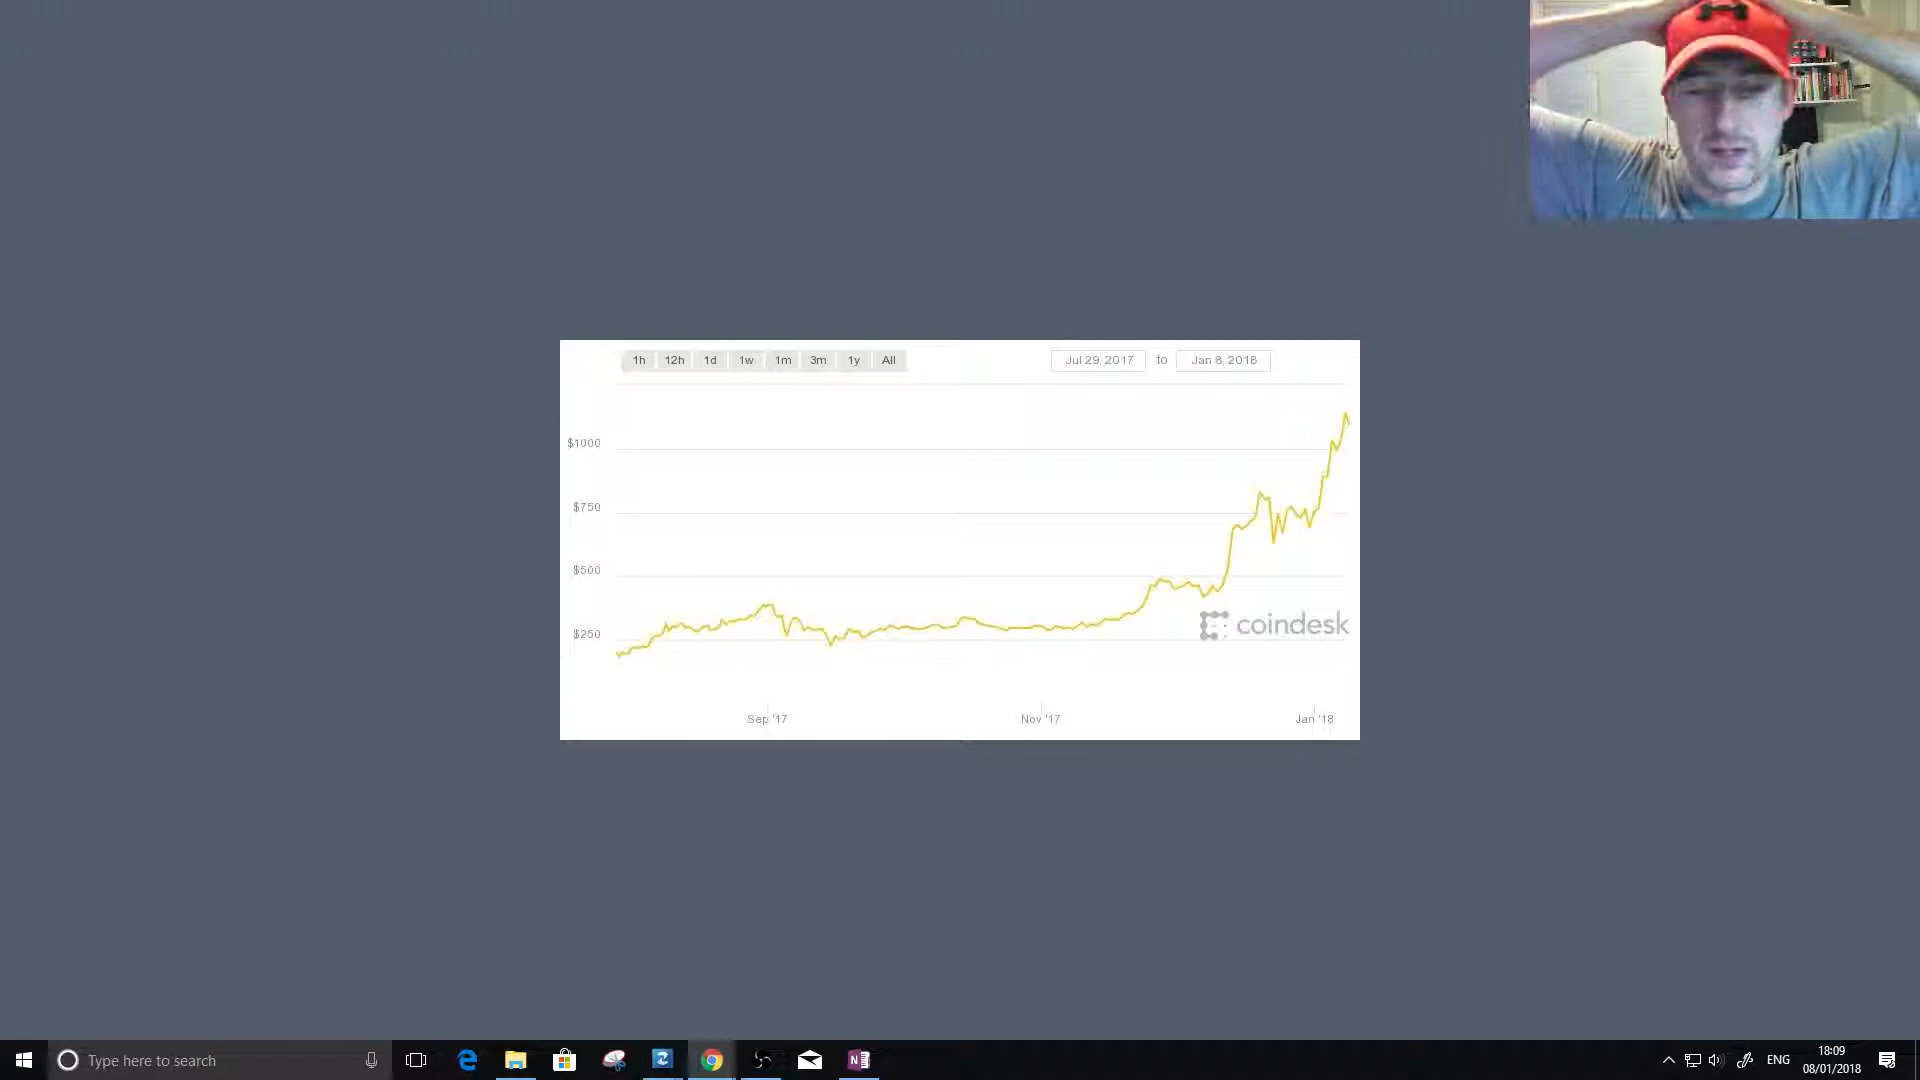 1h 12h 1d 1w 1m 3m 1y All Jul 29, 2017 to Jan 8, 2018
$1000
$750
$500
coindesk
$250
Sep '17 Nov '17 Jan '18
Type here to search
ENG
18:09
08/01/2018